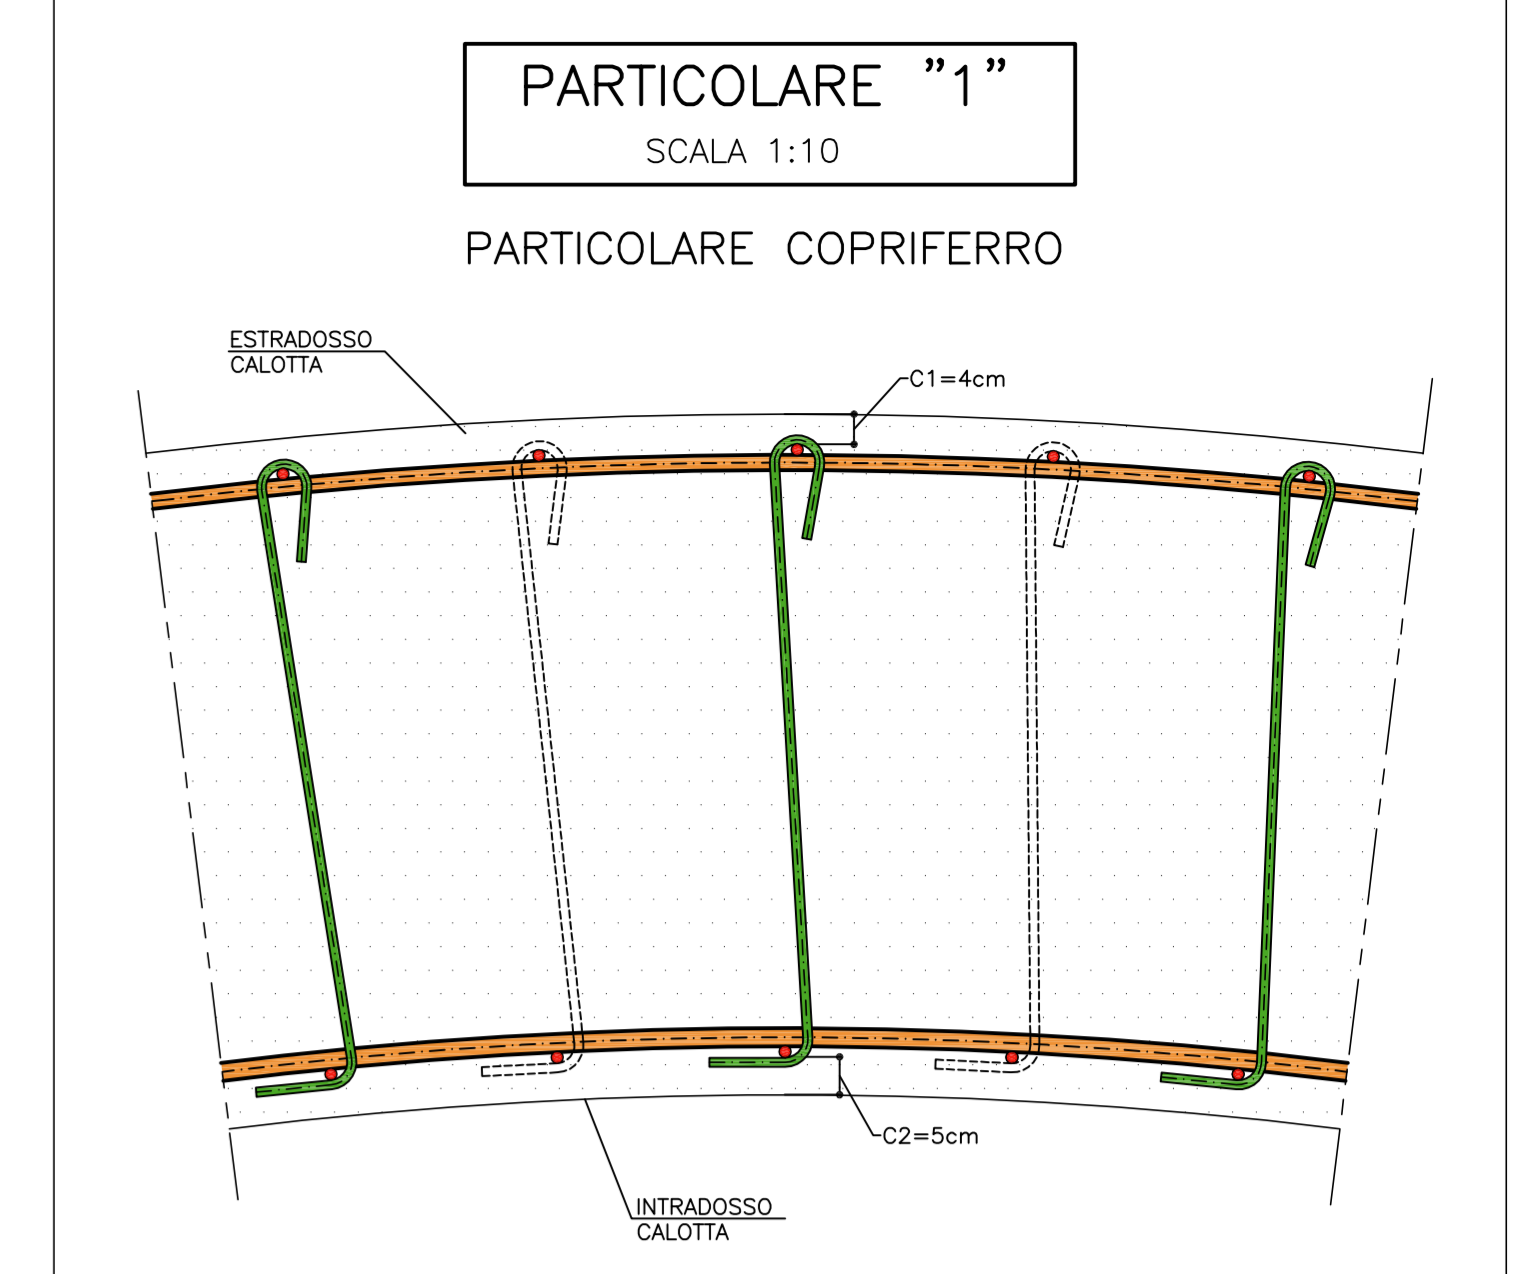 PARTICOLARE "1"
SCALA 1:10
PARTICOLARE COPRIFERRO
ESTRADOSSO
CALOTTA
C1=4cm
C2=5cm
INTRADOSSO
CALOTTA